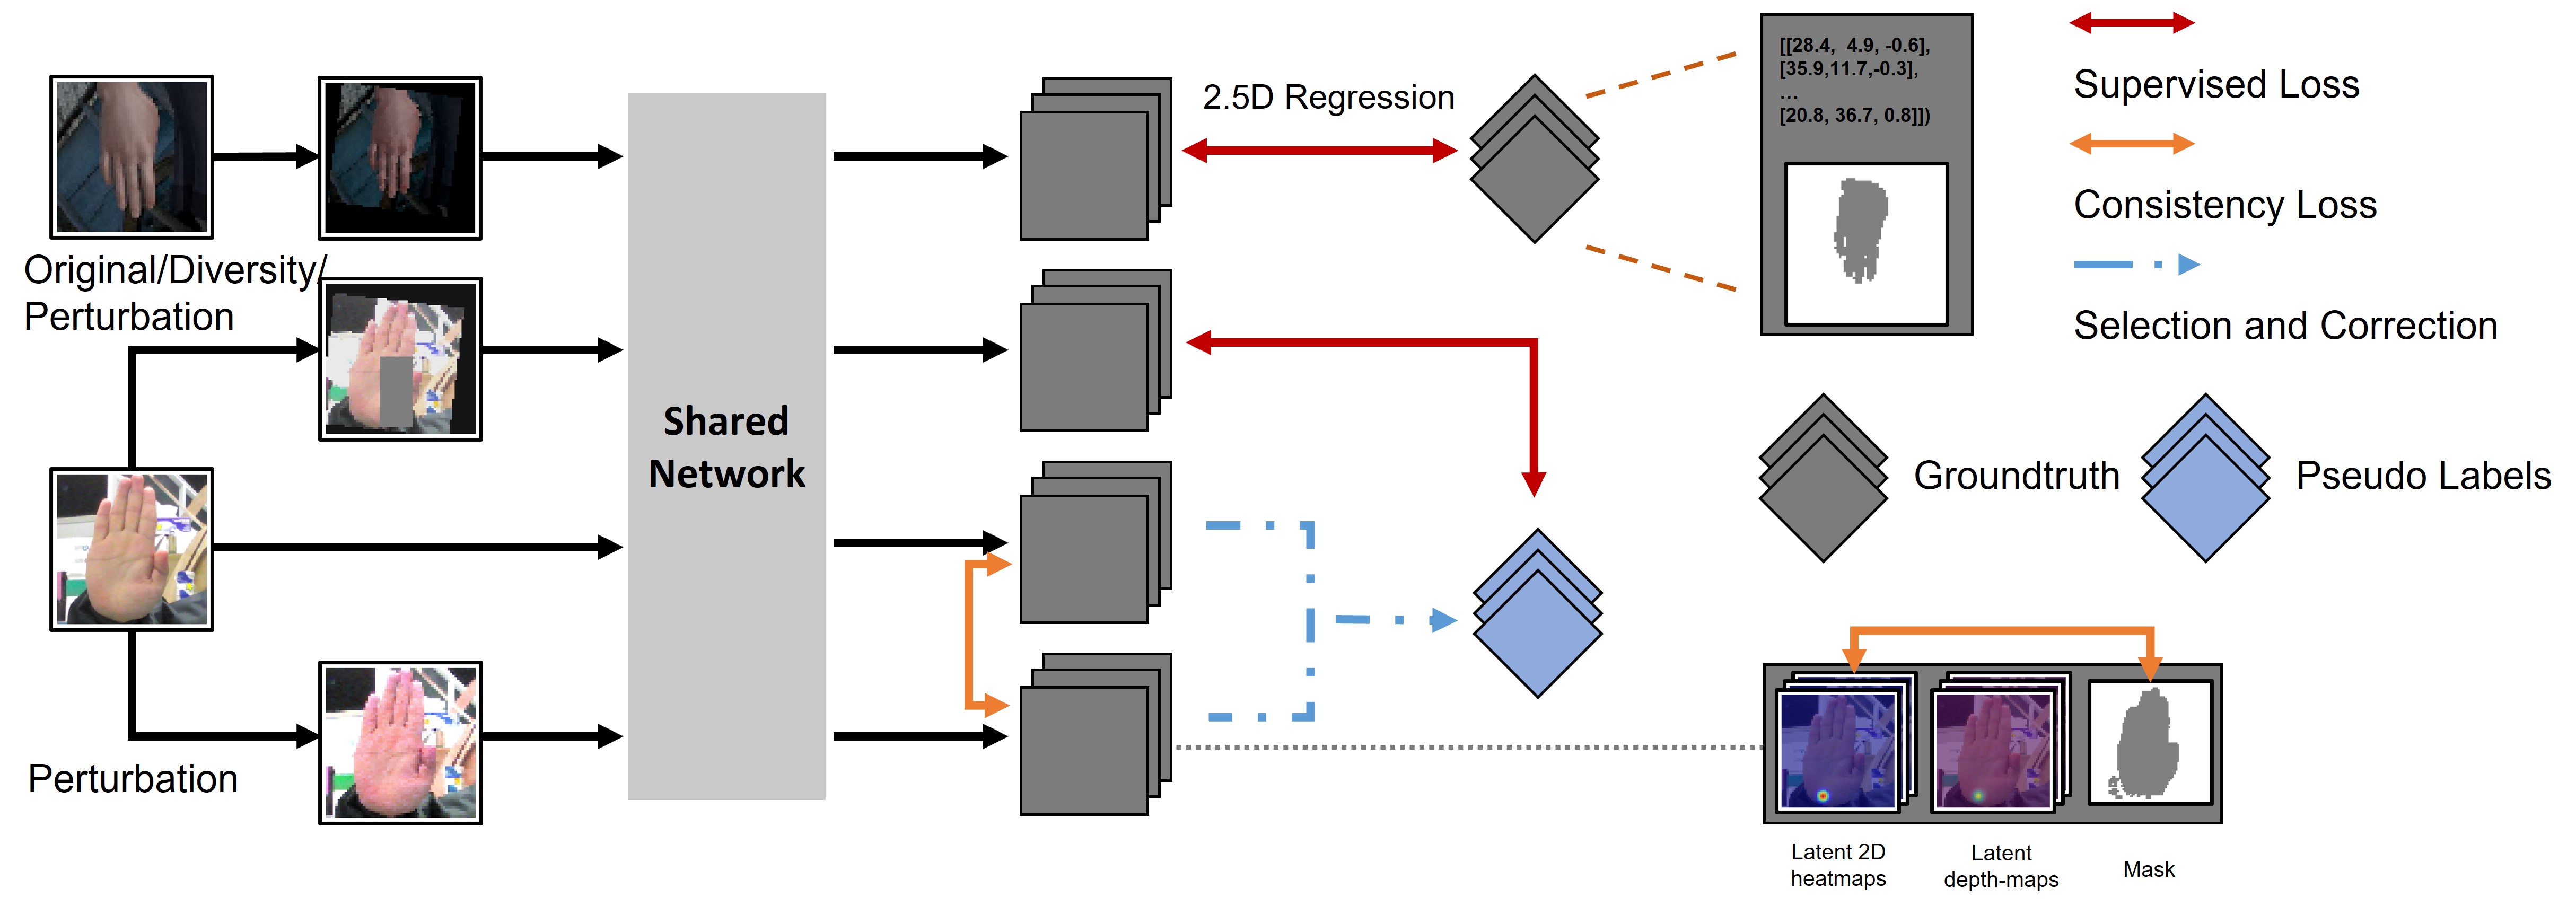 2.5D Regression
[[28.4, 4.9, -0.6],
[35.9,11.7,-0.3],
...
[20.8, 36.7, 0.8]])
Supervised Loss
Consistency Loss
Selection and Correction
Original/Diversity/
Perturbation
Shared
Network
Groundtruth
Pseudo Labels
Perturbation
Latent 2D
heatmaps
Latent
depth-maps
Mask